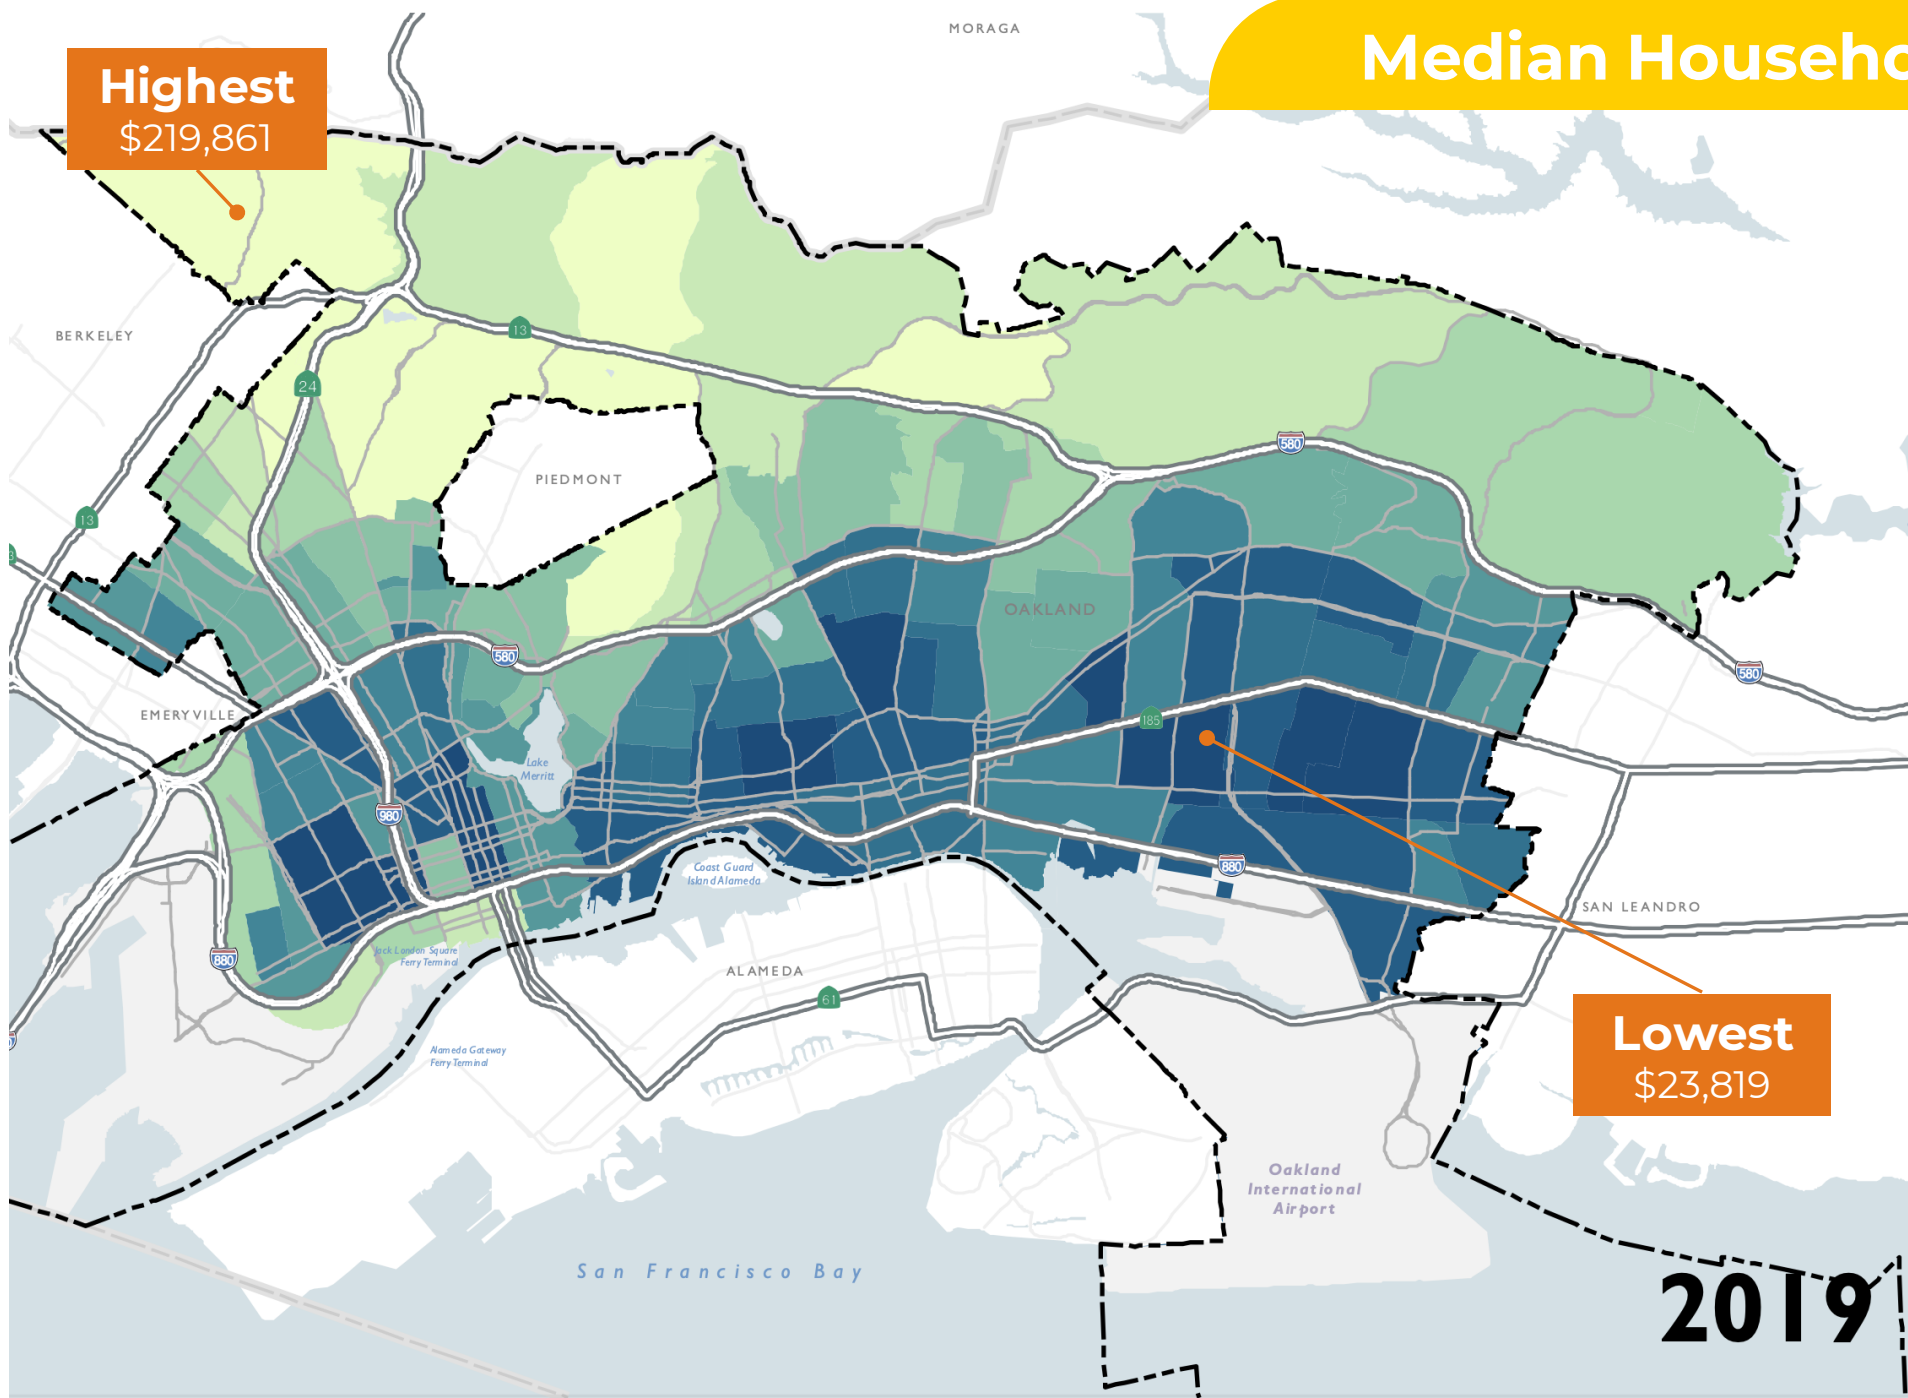 MORAGA
Median Househo
Highest
$219,861
13
BERKELEY
24
580
PIEDMONT
13
OAKLAND
580
580
EMERYVILLE
185
Lake
Merritt
980
880
Coast Guard
Island Alameda
SAN LEANDRO
Jack London Square
Ferry Terminal
880
ALAMEDA
61
Lowest
$23,819
Alameda Gateway
Ferry Terminal
Oakland
International
Airport
San Francisco Bay
2019